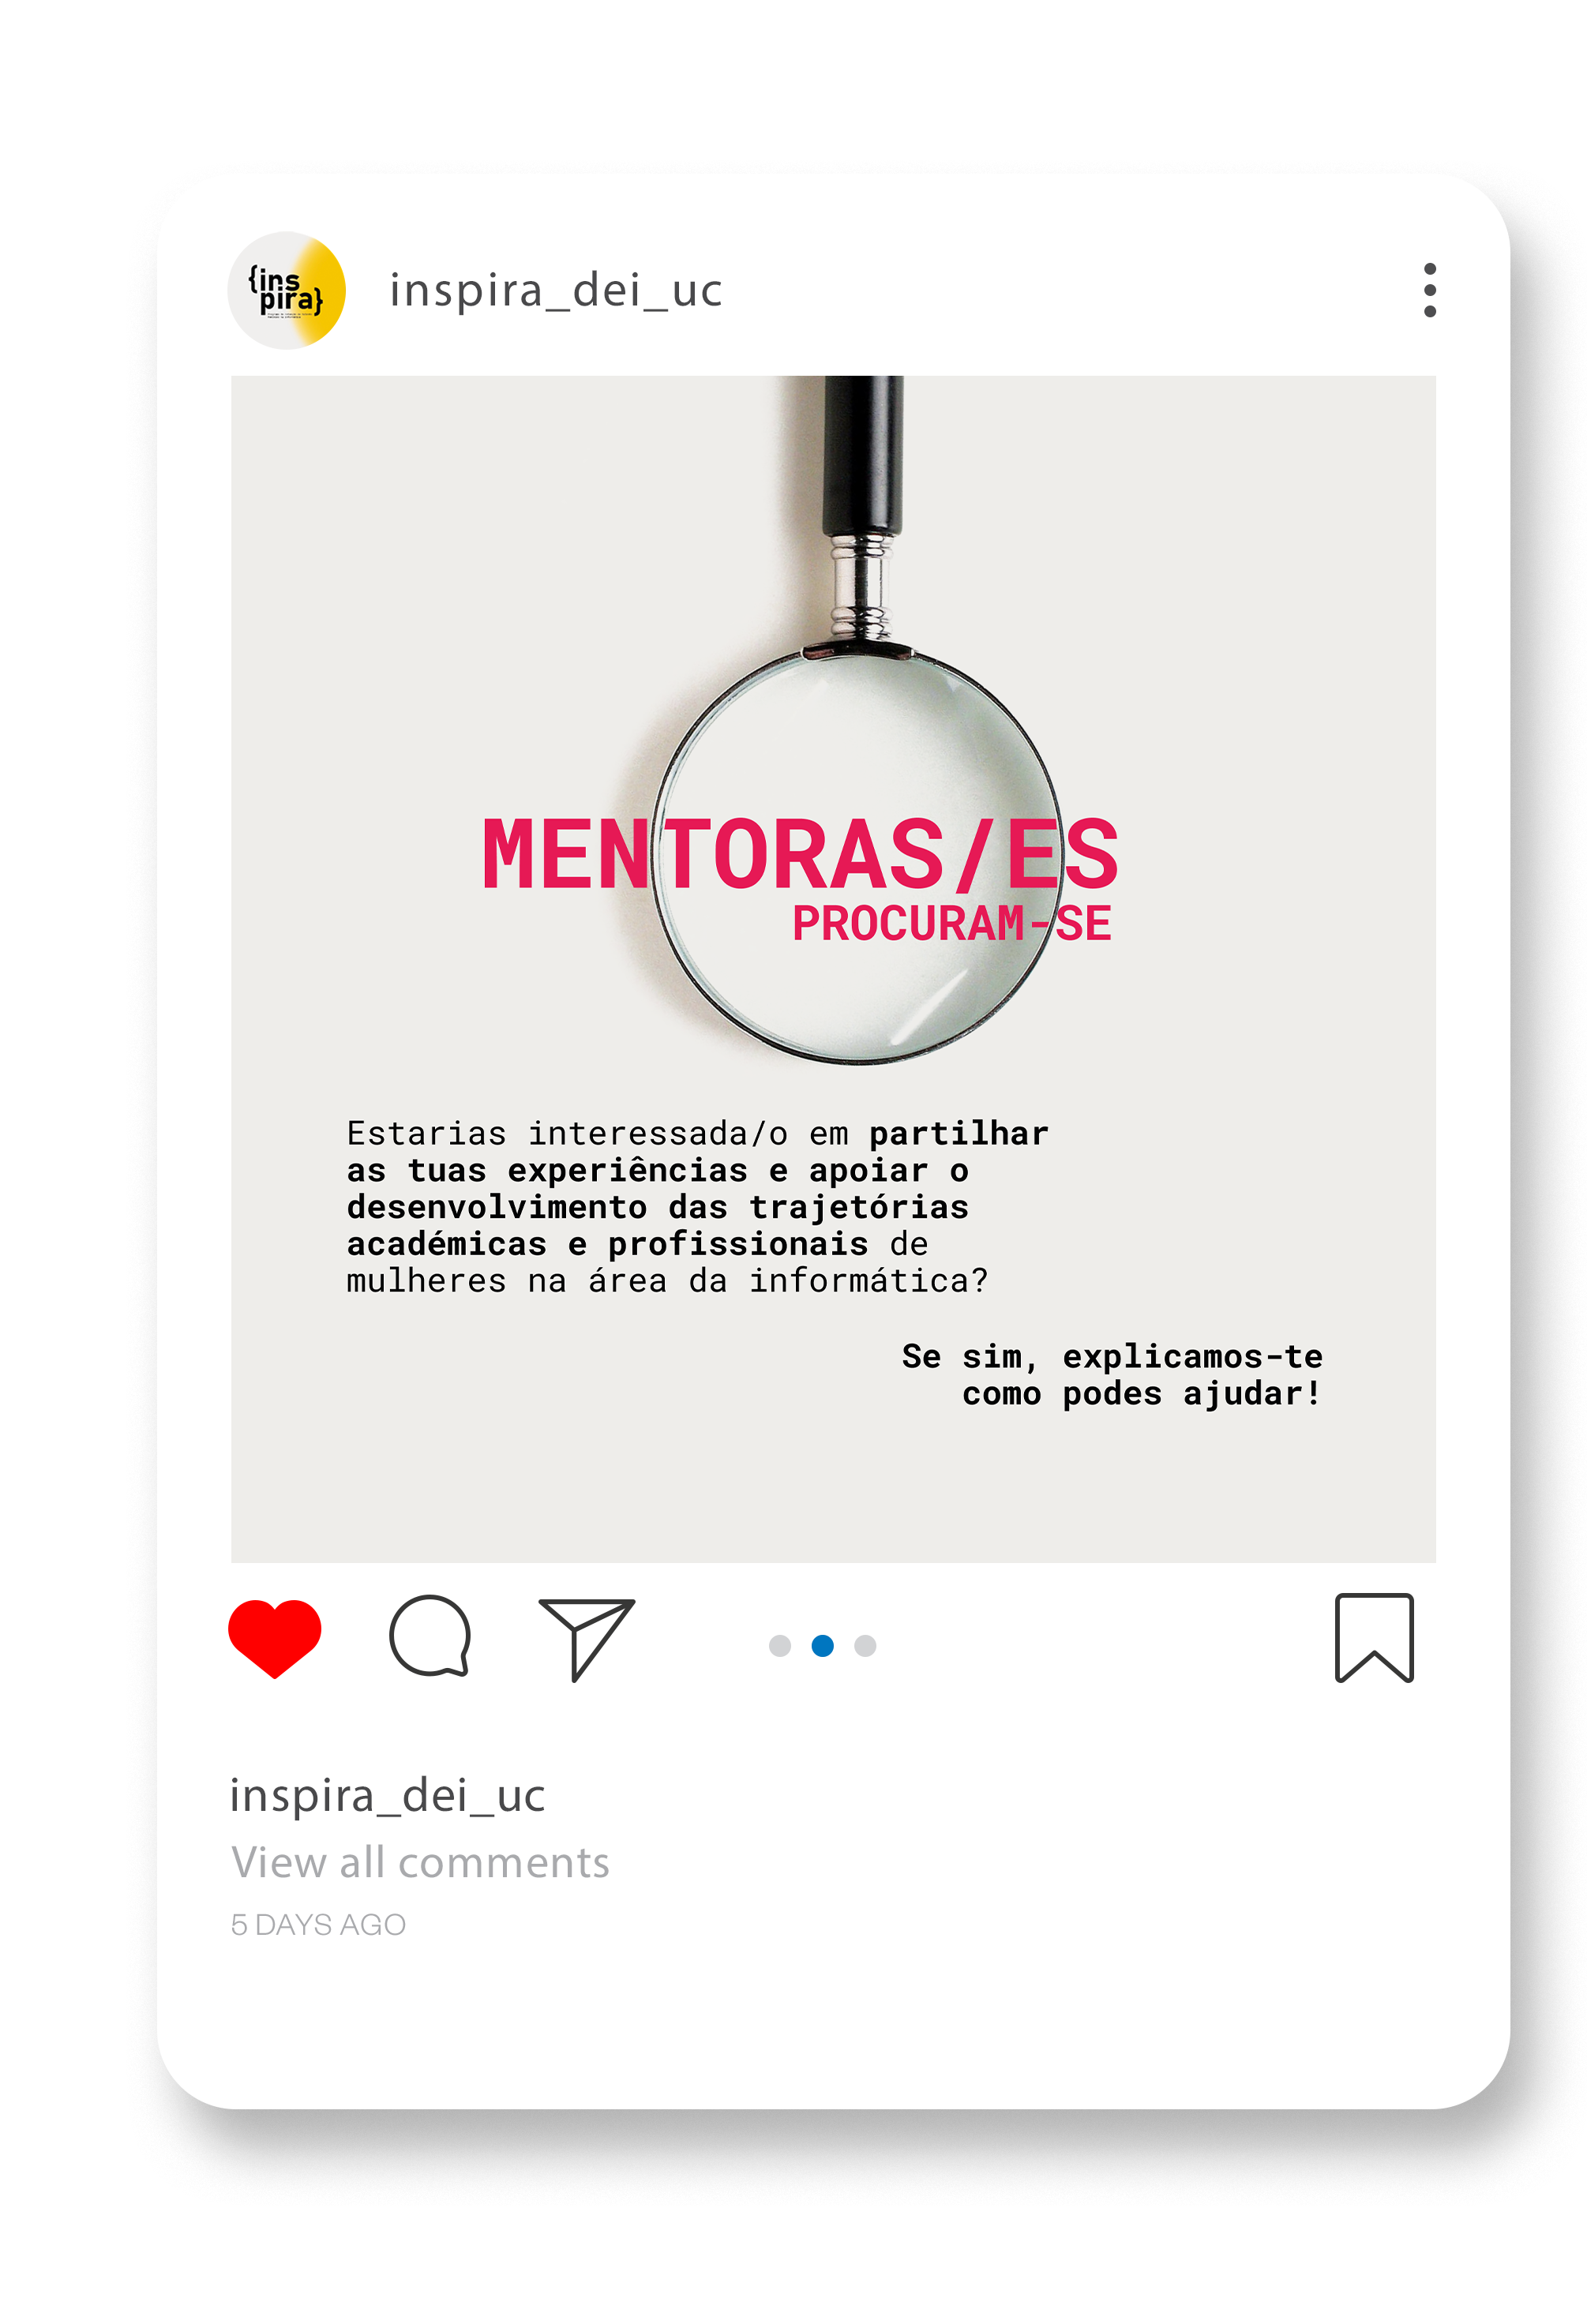 {ins
pira}
inspira_dei_uc
MENTORAS/ES
PROCURAM-SE
Estarias interessada/o em partilhar
as tuas experiências e apoiar o
desenvolvimento das trajetórias
académicas e profissionais de
mulheres na área da informática?
Se sim, explicamos-te
como podes ajudar!
inspira_dei_uc
View all comments
5 DAYS AGO